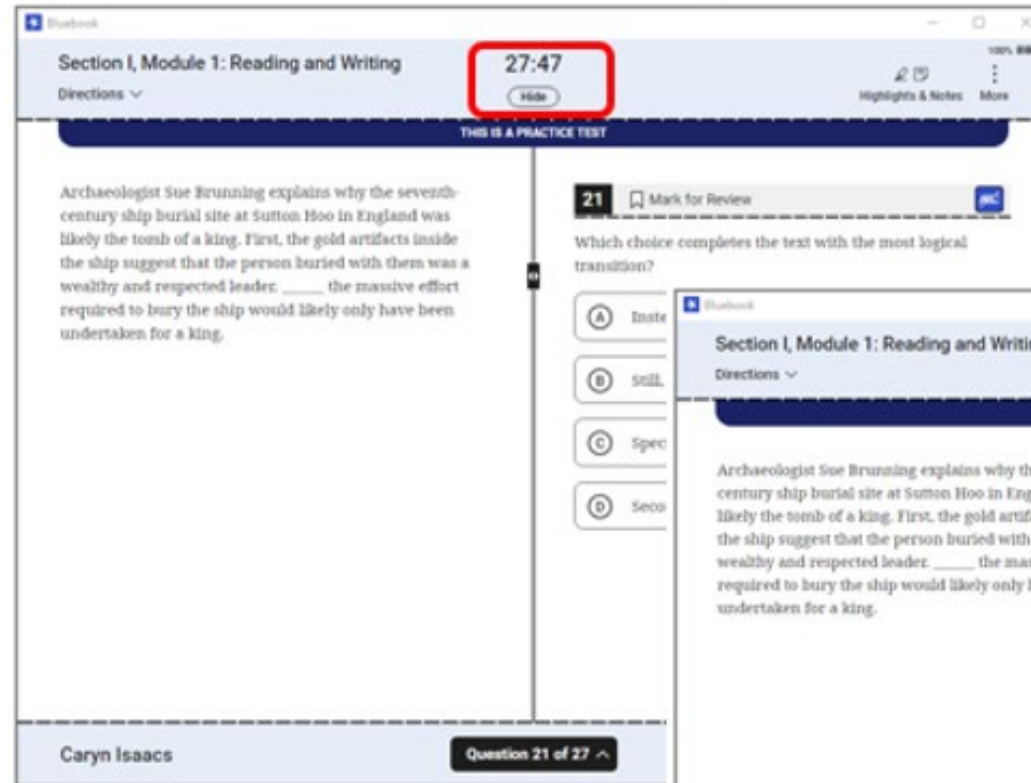 Bluebook
Section I, Module 1: Reading and Writing
Directions
27:47
Hide
100%
Highlights & Notes
More
THIS IS A PRACTICE TEST
Archaeologist Sue Brunning explains why the seventh-
century ship burial site at Sutton Hoo in England was
likely the tomb of a king. First, the gold artifacts inside
the ship suggest that the person buried with them was a
wealthy and respected leader. ______ the massive effort
required to bury the ship would likely only have been
undertaken for a king.
21
Mark for Review
ABC
Which choice completes the text with the most logical
transition?
A Inste
B Still,
C Spec
D Seco
Caryn Isaacs
Question 21 of 27
Bluebook
Section I, Module 1: Reading and Writi
Directions
Archaeologist Sue Brunning explains why th
century ship burial site at Sutton Hoo in Eng
likely the tomb of a king. First, the gold artif
the ship suggest that the person buried with
wealthy and respected leader. ______ the mas
required to bury the ship would likely only
undertaken for a king.